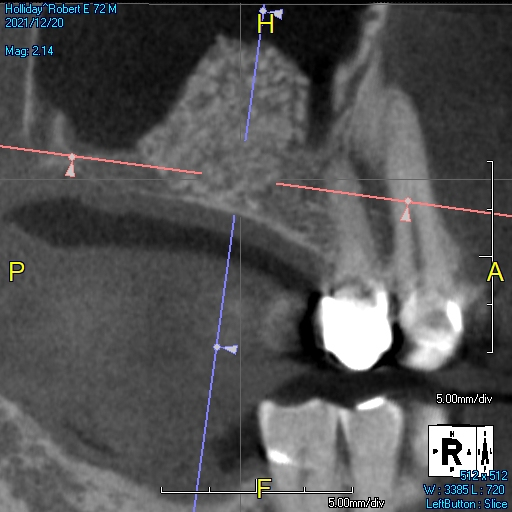 Holliday^Robert E 72 M
2021/12/20
Mag: 2.14
H
P
A
5.00mm/div
R
F
5.00mm/div
512 x 512
W : 3385 L : 720
LeftButton : Slice